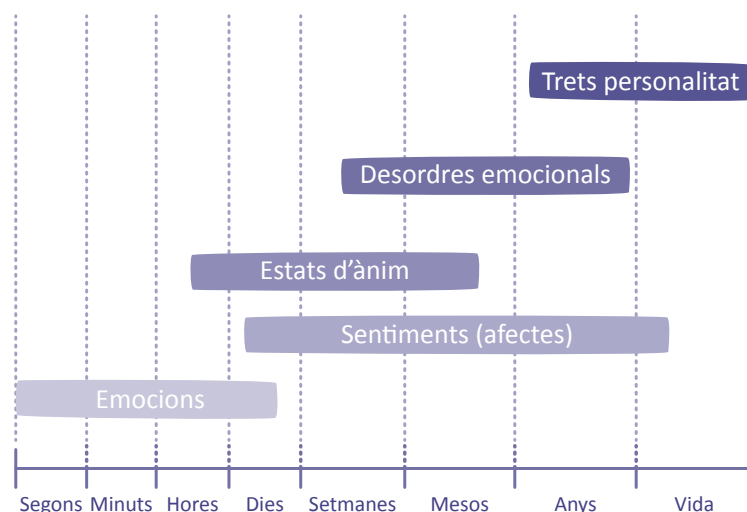 Trets personalitat
Desordres emocionals
Estats d'ànim
Sentiments (afectes)
Emocions
Segons Minuts Hores Dies Setmanes Mesos Anys Vida